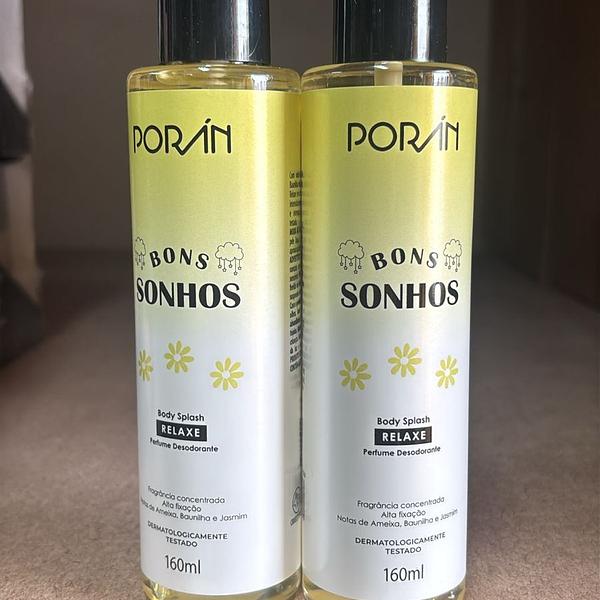 PORÁN
BONS
SONHOS
Body Splash
RELAXE
Perfume Desodorante
Fragrância concentrada
Alta fixação
Notas de Ameixa, Baunilha e Jasmim
DERMATOLOGICAMENTE
TESTADO
160ml
PORÁN
BONS
SONHOS
Body Splash
RELAXE
Perfume Desodorante
Fragrância concentrada
Alta fixação
Notas de Ameixa, Baunilha e Jasmim
DERMATOLOGICAMENTE
TESTADO
160ml